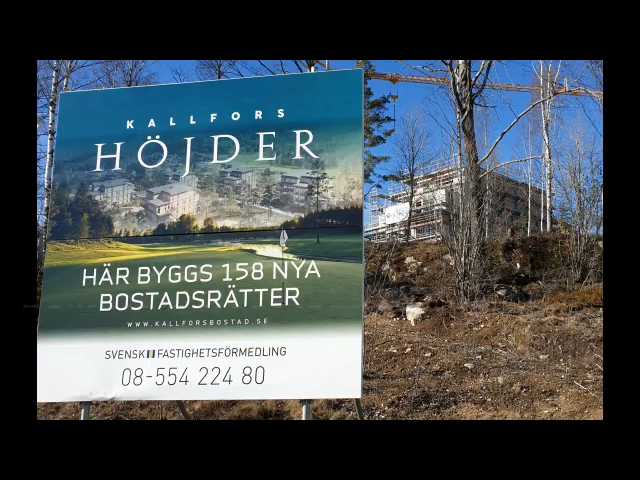 KALLFORS
HÖJDER
HÄR BYGGS 158 NYA
BOSTADSRÄTTER
WWW.KALLFORSBOSTAD.SE
SVENSK FASTIGHETSFÖRMEDLING
08-554 224 80